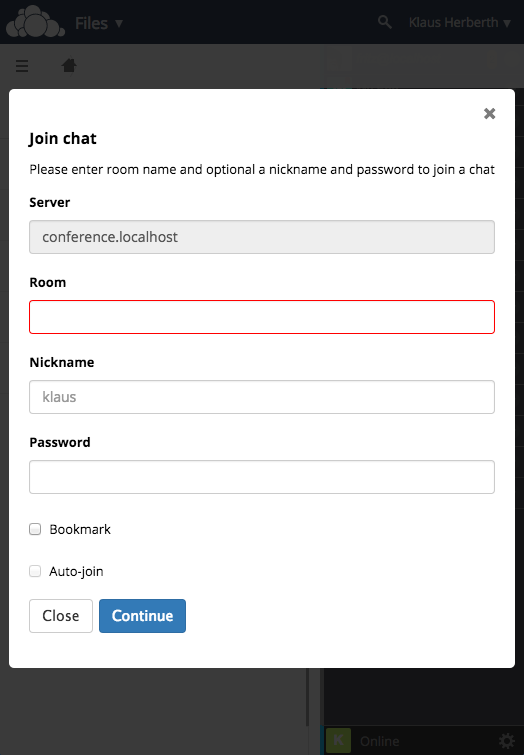 Files ▼
Klaus Herberth ▼
✖
Join chat
Please enter room name and optional a nickname and password to join a chat
Server
conference.localhost
Room
Nickname
klaus
Password
Bookmark
Auto-join
Close
Continue
K
Online